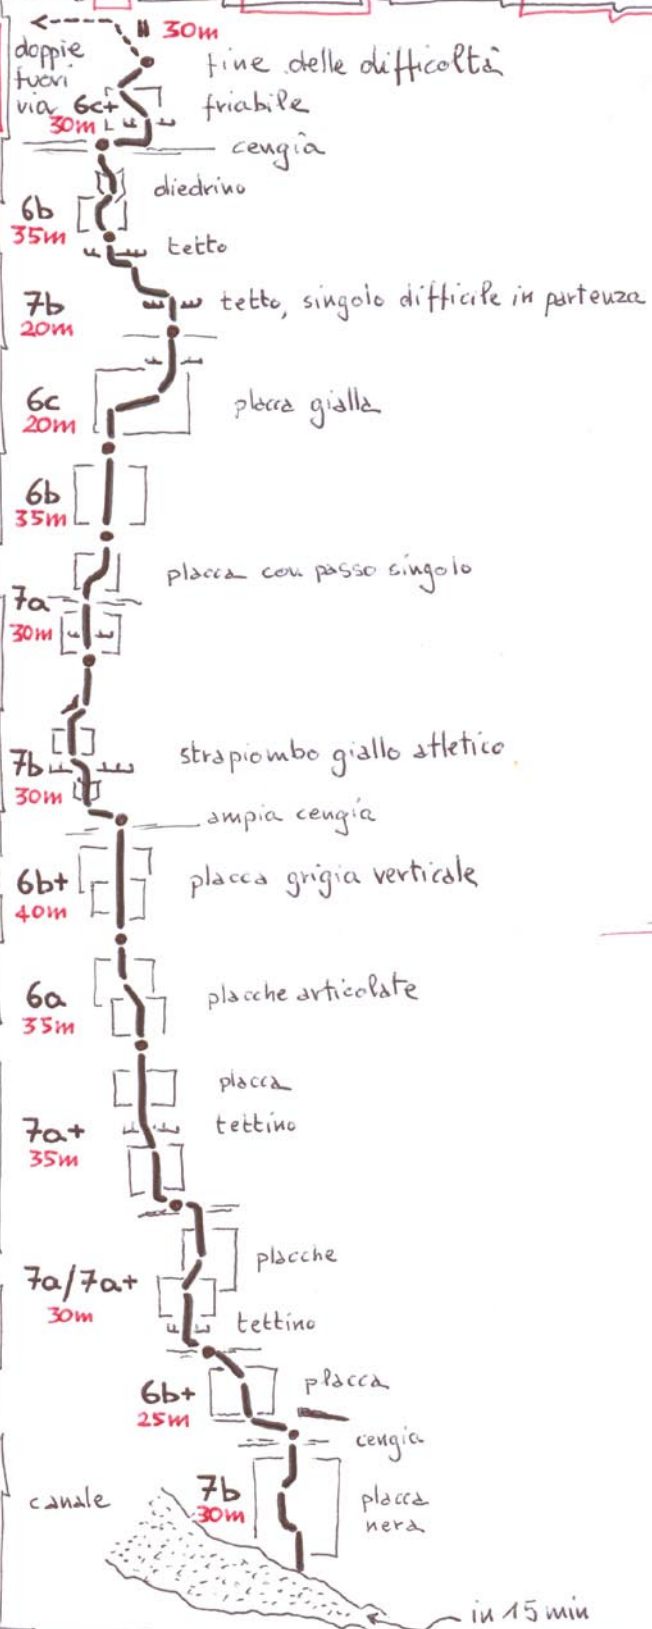 II 30m
doppie
fuori
via
fine delle difficoltà
6c+ friabile
30m
cengia
diedrino
6b
35m
tetto
7b tetto, singolo difficile in partenza
20m
6c placca gialla
20m
6b
35m
placca con passo singolo
7a
30m
strapiombo giallo atletico
7b
30m
ampia cengia
6b+ placca grigia verticale
40m
6a placche articolate
35m
placca
7a+ tettino
35m
placche
7a/7a+
30m
tettino
6b+ placca
25m
cengia
canale 7b placca
30m nera
in 15 min